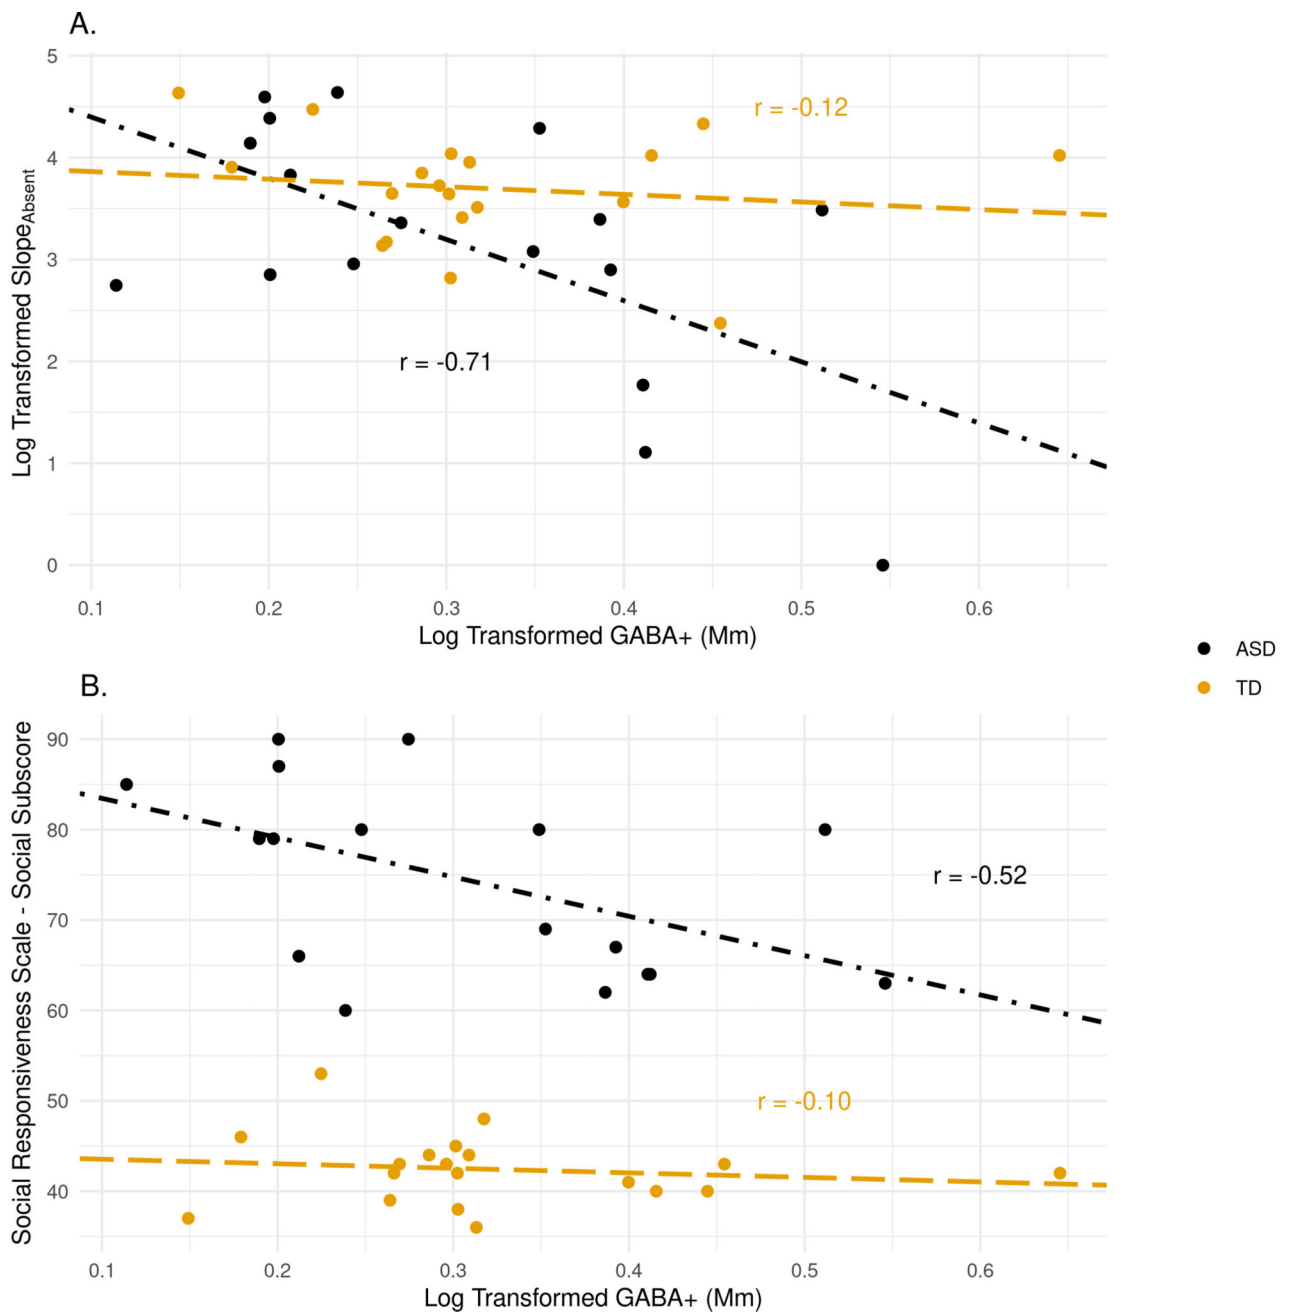 A.
5
4
3
2
1
0
Log Transformed Slope Absent
r = -0.12
r = -0.71
0.1 0.2 0.3 0.4 0.5 0.6
Log Transformed GABA+ (Mm)
ASD
TD
B.
90
80
70
60
50
40
Social Responsiveness Scale - Social Subscore
r = -0.52
r = -0.10
0.1 0.2 0.3 0.4 0.5 0.6
Log Transformed GABA+ (Mm)